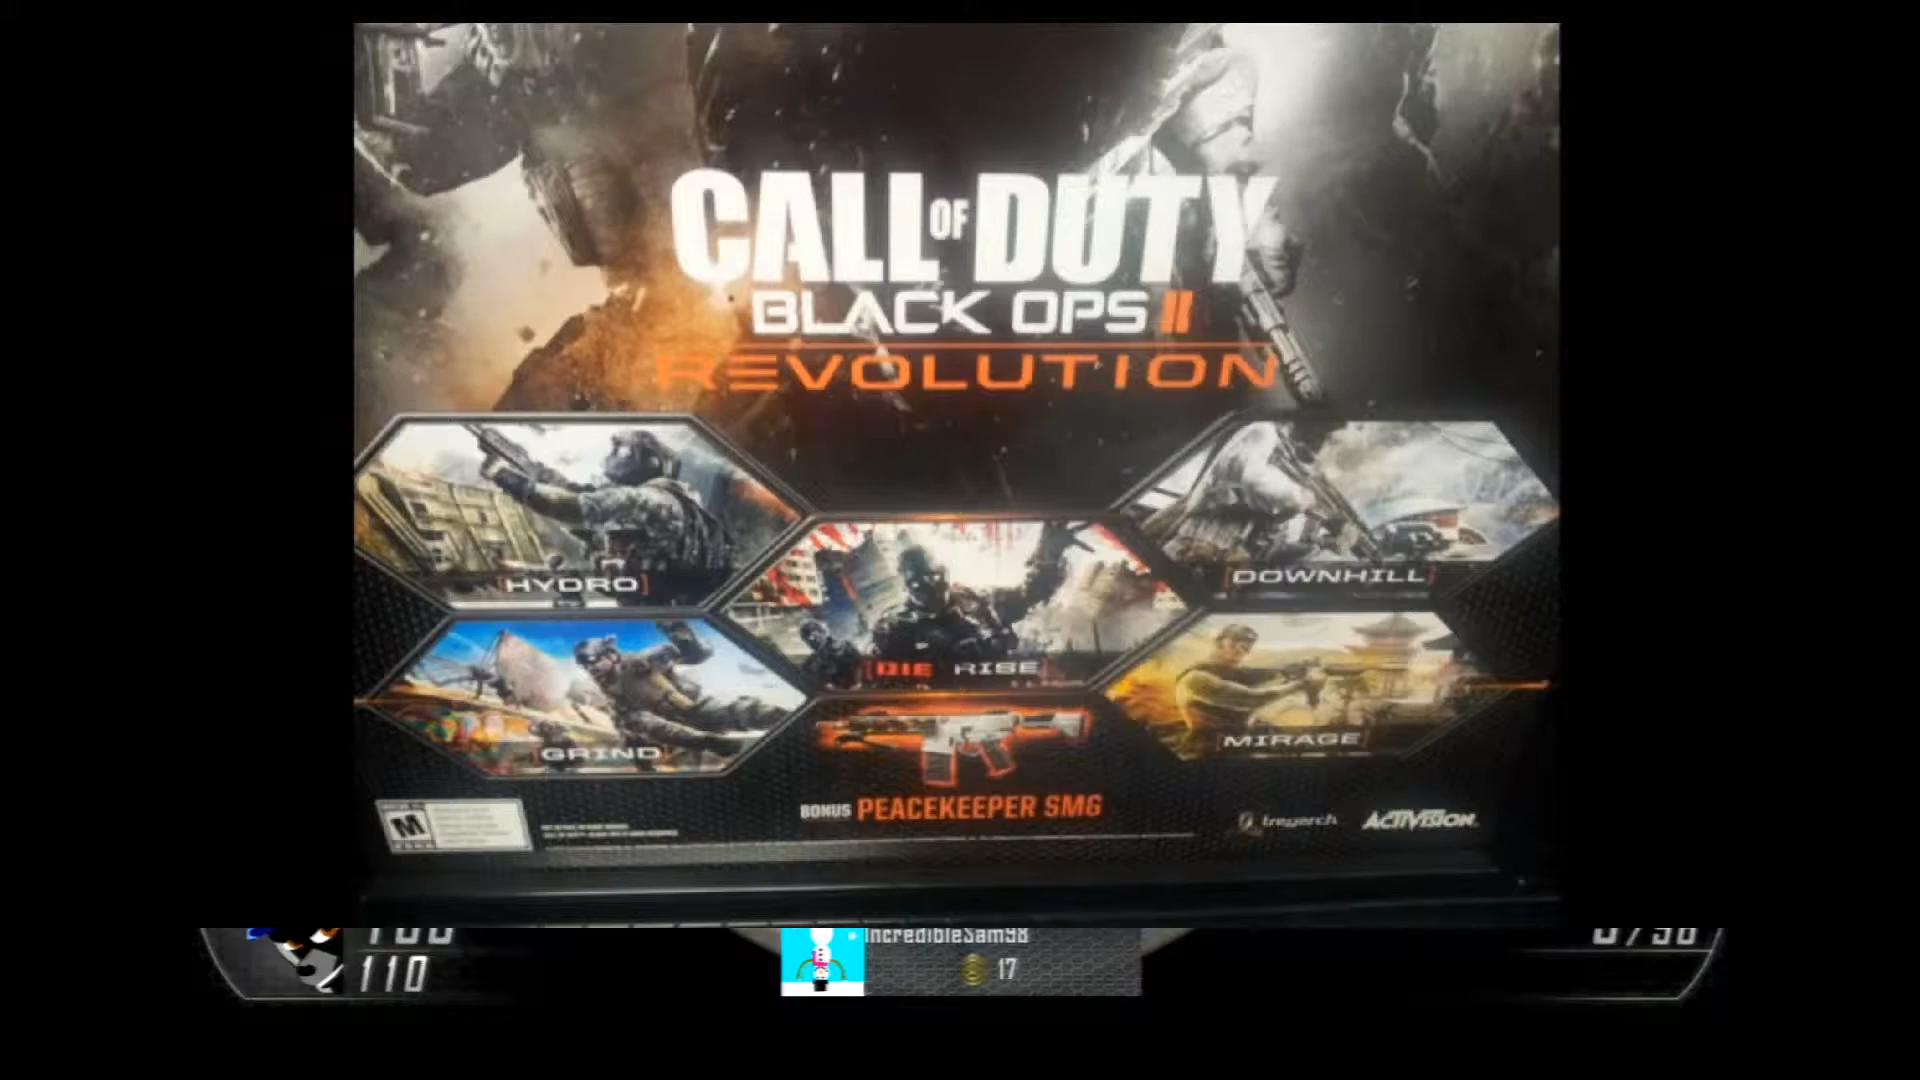 CALL OF DUTY
BLACK OPS II
REVOLUTION
[HYDRO]
[DOWNHILL]
[DIE RISE]
[GRIND]
[MIRAGE]
M
BONUS PEACEKEEPER SMG
treyarch
ACTIVISION
IncredibleSam98
110
17